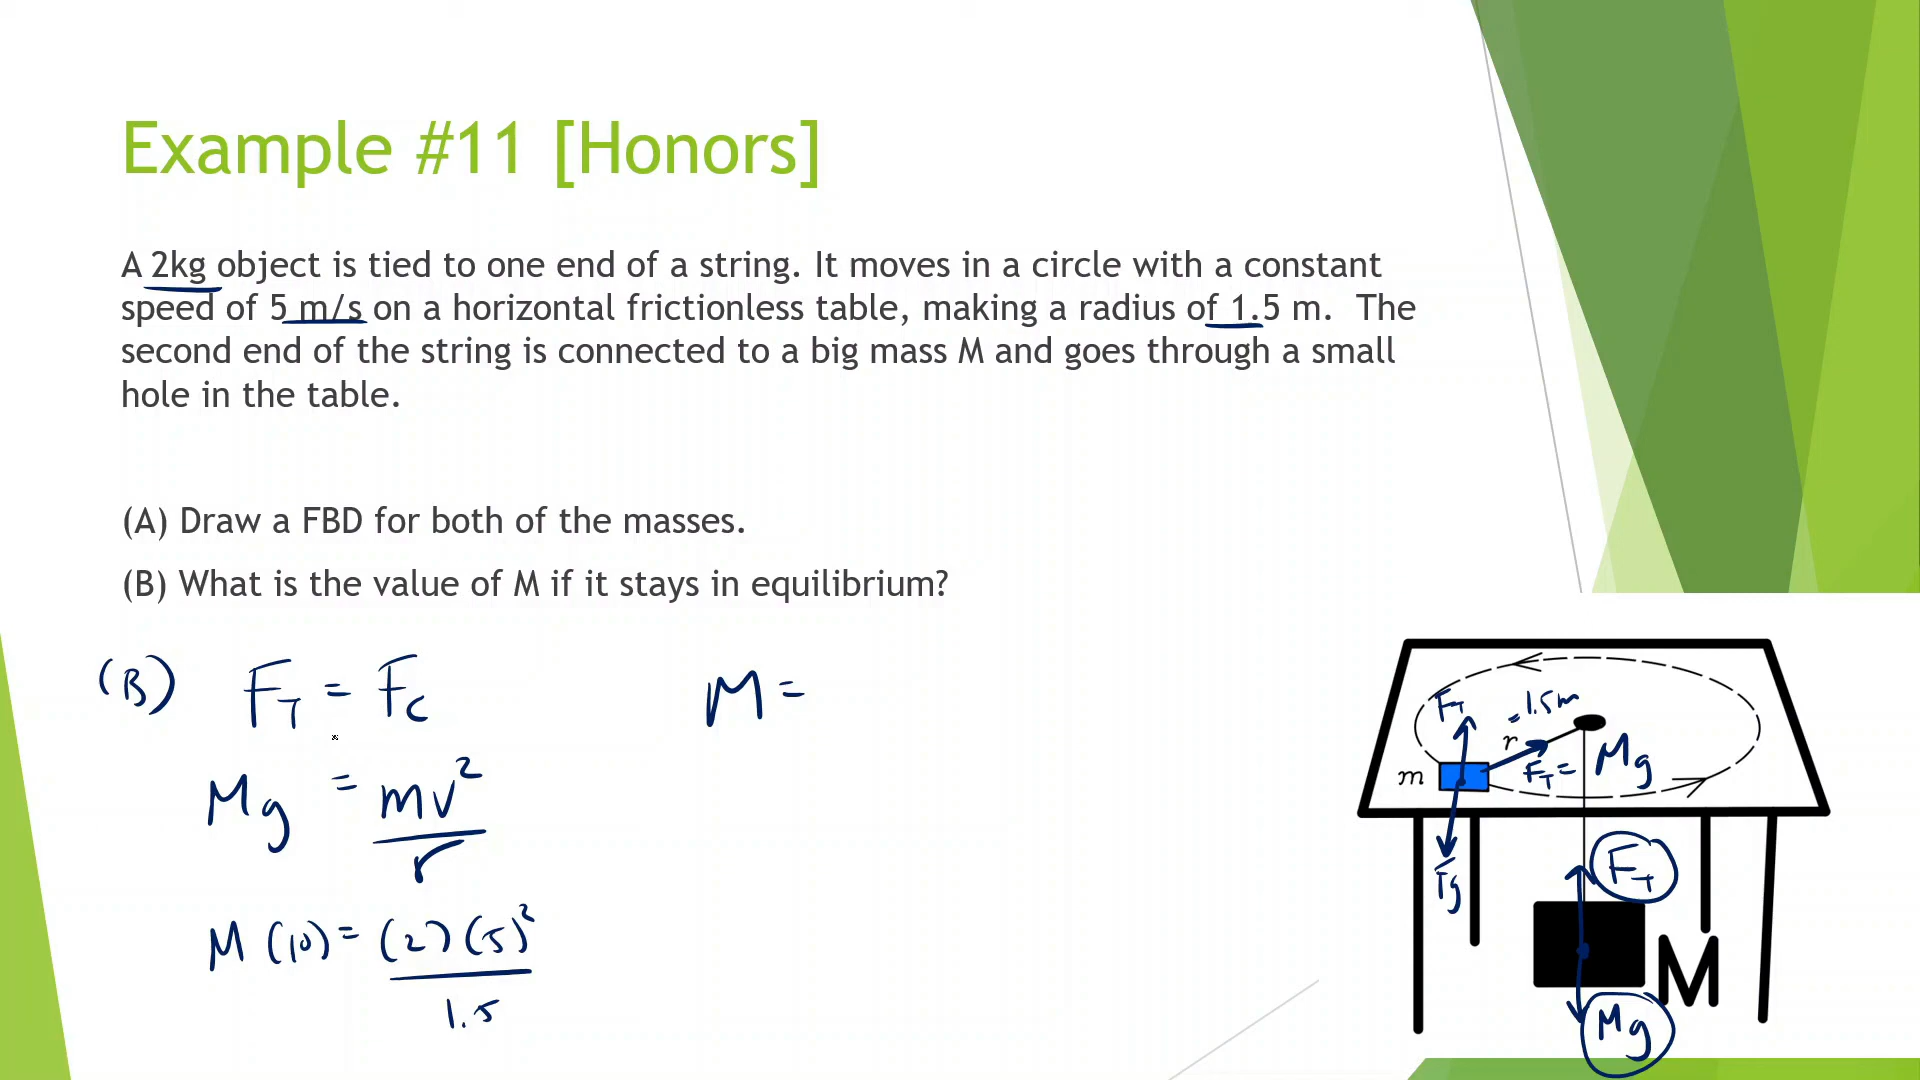 Example #11 [Honors]
A 2kg object is tied to one end of a string. It moves in a circle with a constant
speed of 5 m/s on a horizontal frictionless table, making a radius of 1.5 m. The
second end of the string is connected to a big mass M and goes through a small
hole in the table.
(A) Draw a FBD for both of the masses.
(B) What is the value of M if it stays in equilibrium?
(B) F_T = F_C
Mg = mv²/r
M(10) = (2)(5)²/1.5
M =
F_T
r = 1.5m
F_T = Mg
m
Fg
F_T
M
Mg